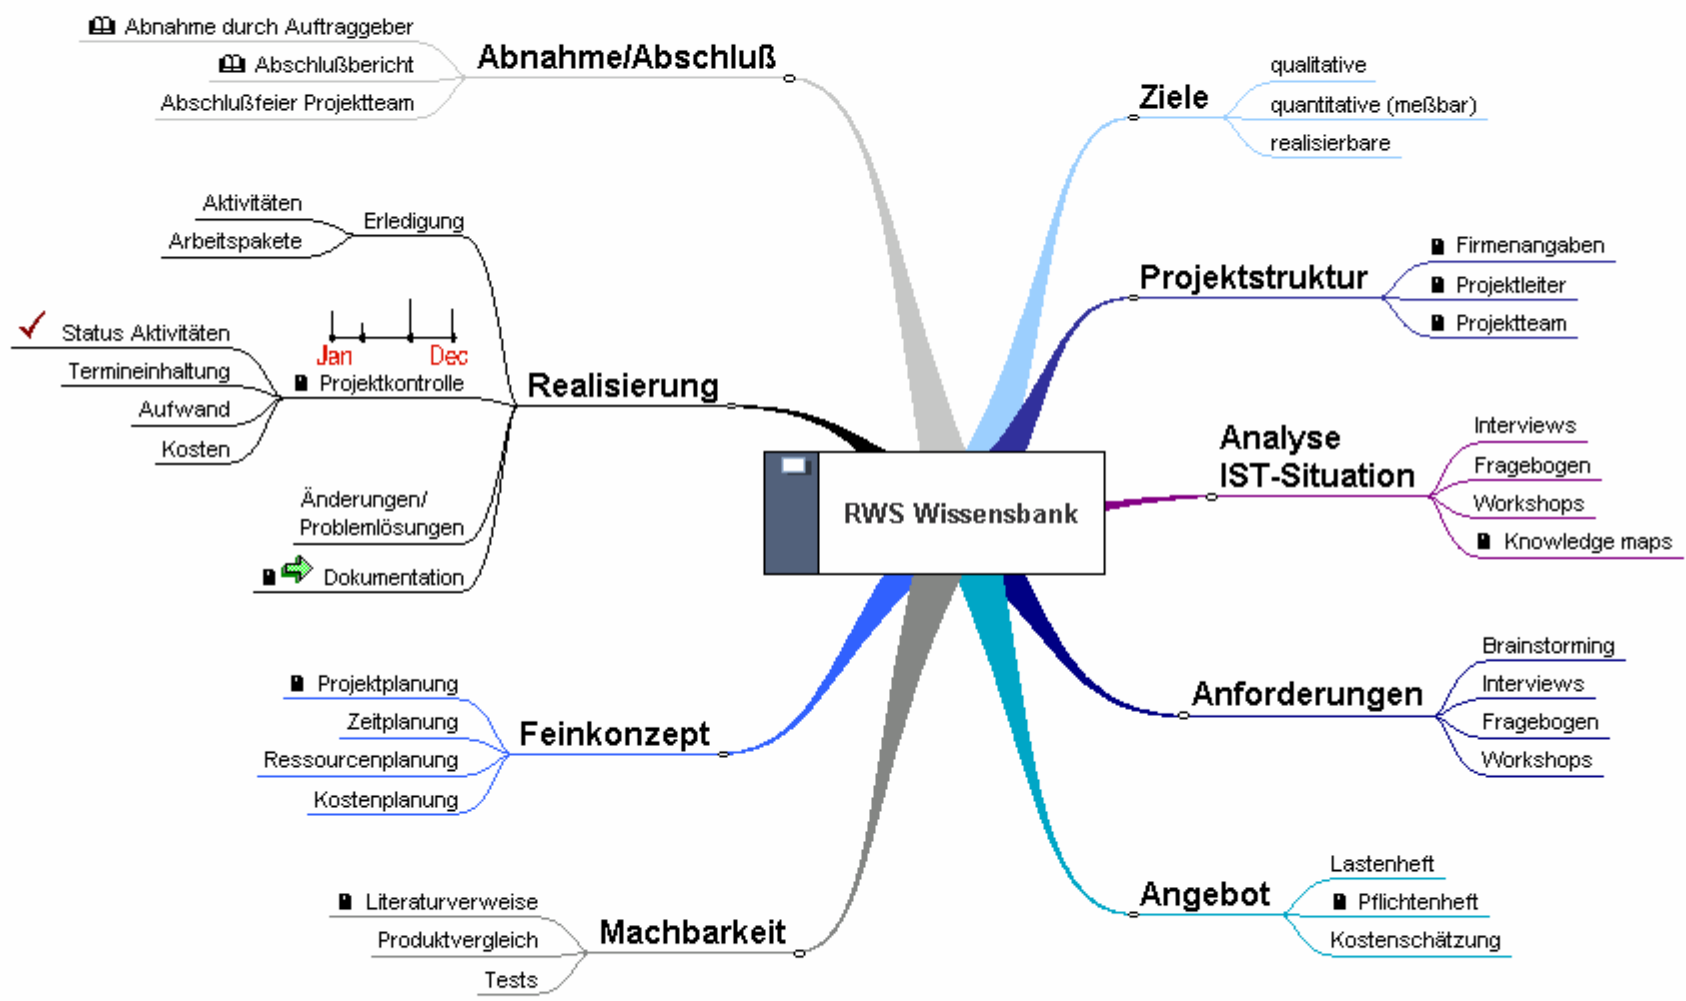 RWS Wissensbank
Ziele
qualitative
quantitative (meßbar)
realisierbare
Projektstruktur
Firmenangaben
Projektleiter
Projektteam
Analyse
IST-Situation
Interviews
Fragebogen
Workshops
Knowledge maps
Anforderungen
Brainstorming
Interviews
Fragebogen
Workshops
Angebot
Lastenheft
Pflichtenheft
Kostenschätzung
Machbarkeit
Literaturverweise
Produktvergleich
Tests
Feinkonzept
Projektplanung
Zeitplanung
Ressourcenplanung
Kostenplanung
Realisierung
Erledigung
Aktivitäten
Arbeitspakete
Jan Dec
Projektkontrolle
Status Aktivitäten
Termineinhaltung
Aufwand
Kosten
Änderungen/
Problemlösungen
Dokumentation
Abnahme/Abschluß
Abnahme durch Auftraggeber
Abschlußbericht
Abschlußfeier Projektteam